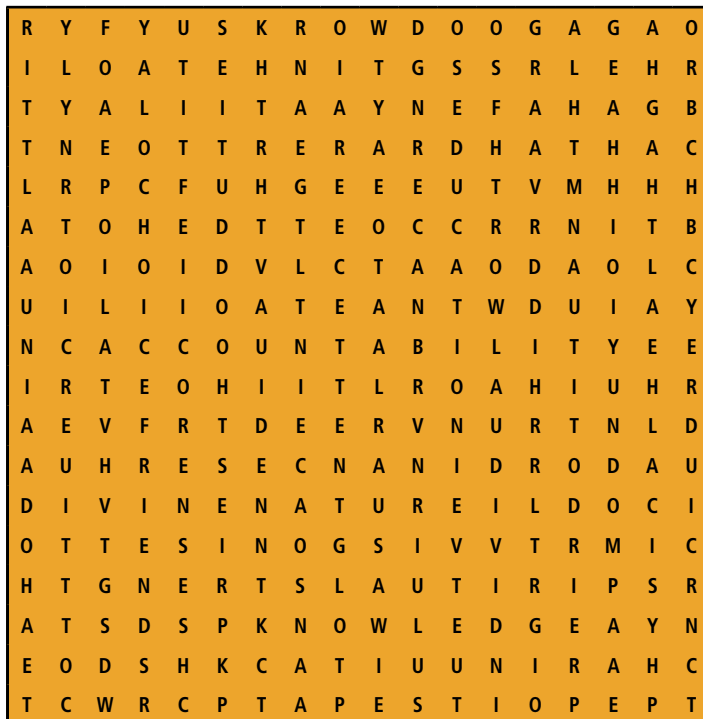 R Y F Y U S K R O W D O O G A G A O
I L O A T E H N I T G S S R L E H R
T Y A L I I T A A Y N E F A H A G B
T N E O T T R E R A R D H A T H A C
L R P C F U H G E E E U T V M H H H
A T O H E D T T E O C C R R N I T B
A O I O I D V L C T A A O D A O L C
U I L I I O A T E A N T W D U I A Y
N C A C C O U N T A B I L I T Y E E
I R T E O H I I T L R O A H I U H R
A E V F R T D E E R V N U R T N L D
A U H R E S E C N A N I D R O D A U
D I V I N E N A T U R E I L D O C I
O T T E S I N O G S I V V T R M I C
H T G N E R T S L A U T I R I P S R
A T S D S P K N O W L E D G E A Y N
E O D S H K C A T I U U N I R A H C
T C W R C P T A P E S T I O P E P T